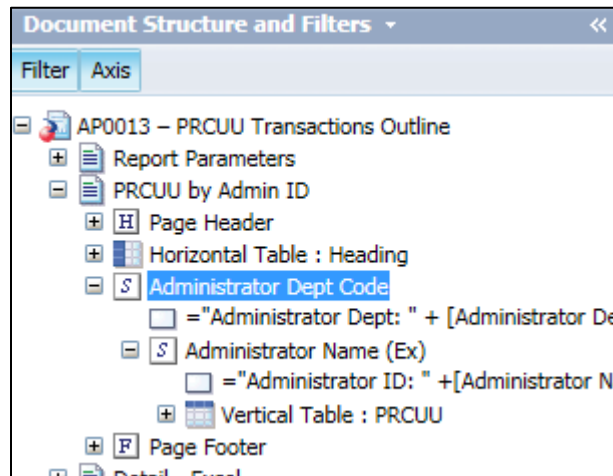 Document Structure and Filters
Filter Axis
AP0013 – PRCUU Transactions Outline
Report Parameters
PRCUU by Admin ID
H Page Header
Horizontal Table : Heading
S Administrator Dept Code
="Administrator Dept: " + [Administrator De
S Administrator Name (Ex)
="Administrator ID: " +[Administrator N
Vertical Table : PRCUU
F Page Footer
Detail - Excel